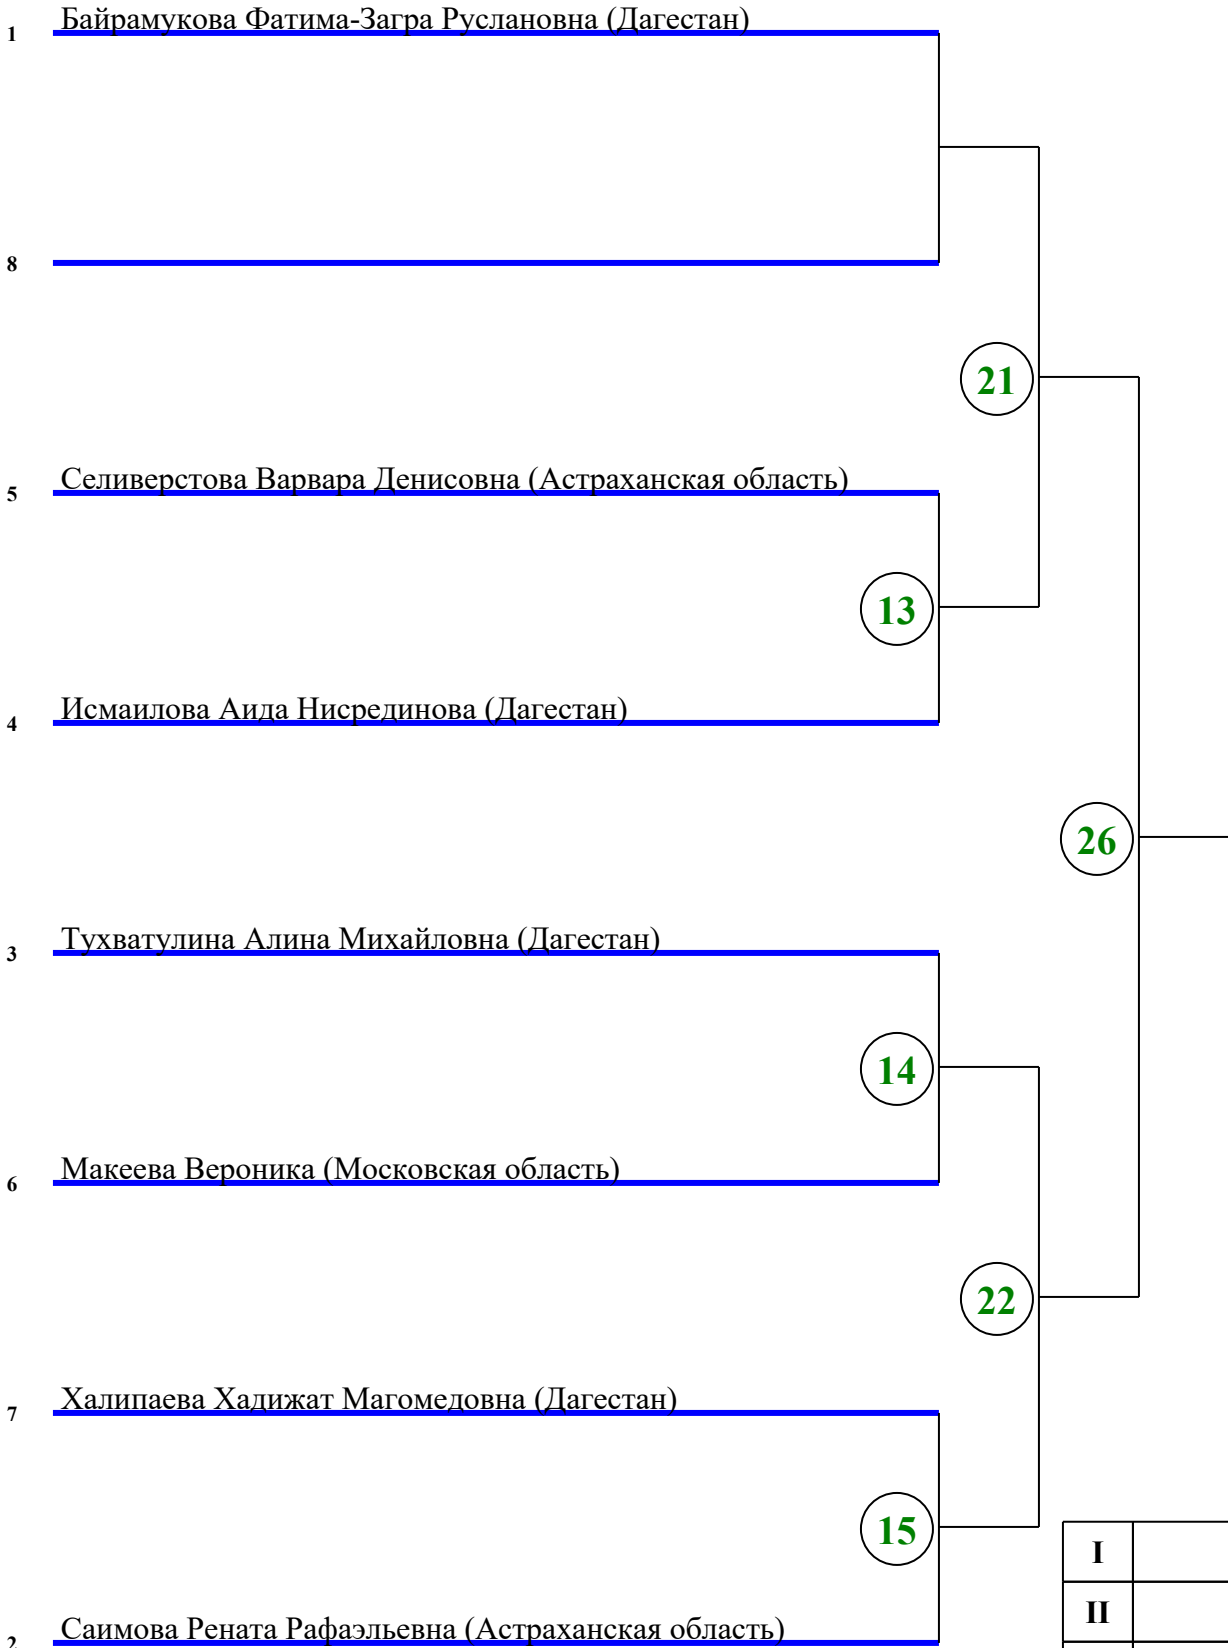 1 Байрамукова Фатима-Загра Руслановна (Дагестан)
8
21
5 Селиверстова Варвара Денисовна (Астраханская область)
13
4 Исмаилова Аида Нисрединова (Дагестан)
26
3 Тухватулина Алина Михайловна (Дагестан)
14
6 Макеева Вероника (Московская область)
22
7 Халипаева Хадижат Магомедовна (Дагестан)
15
I
II
2 Саимова Рената Рафаэльевна (Астраханская область)